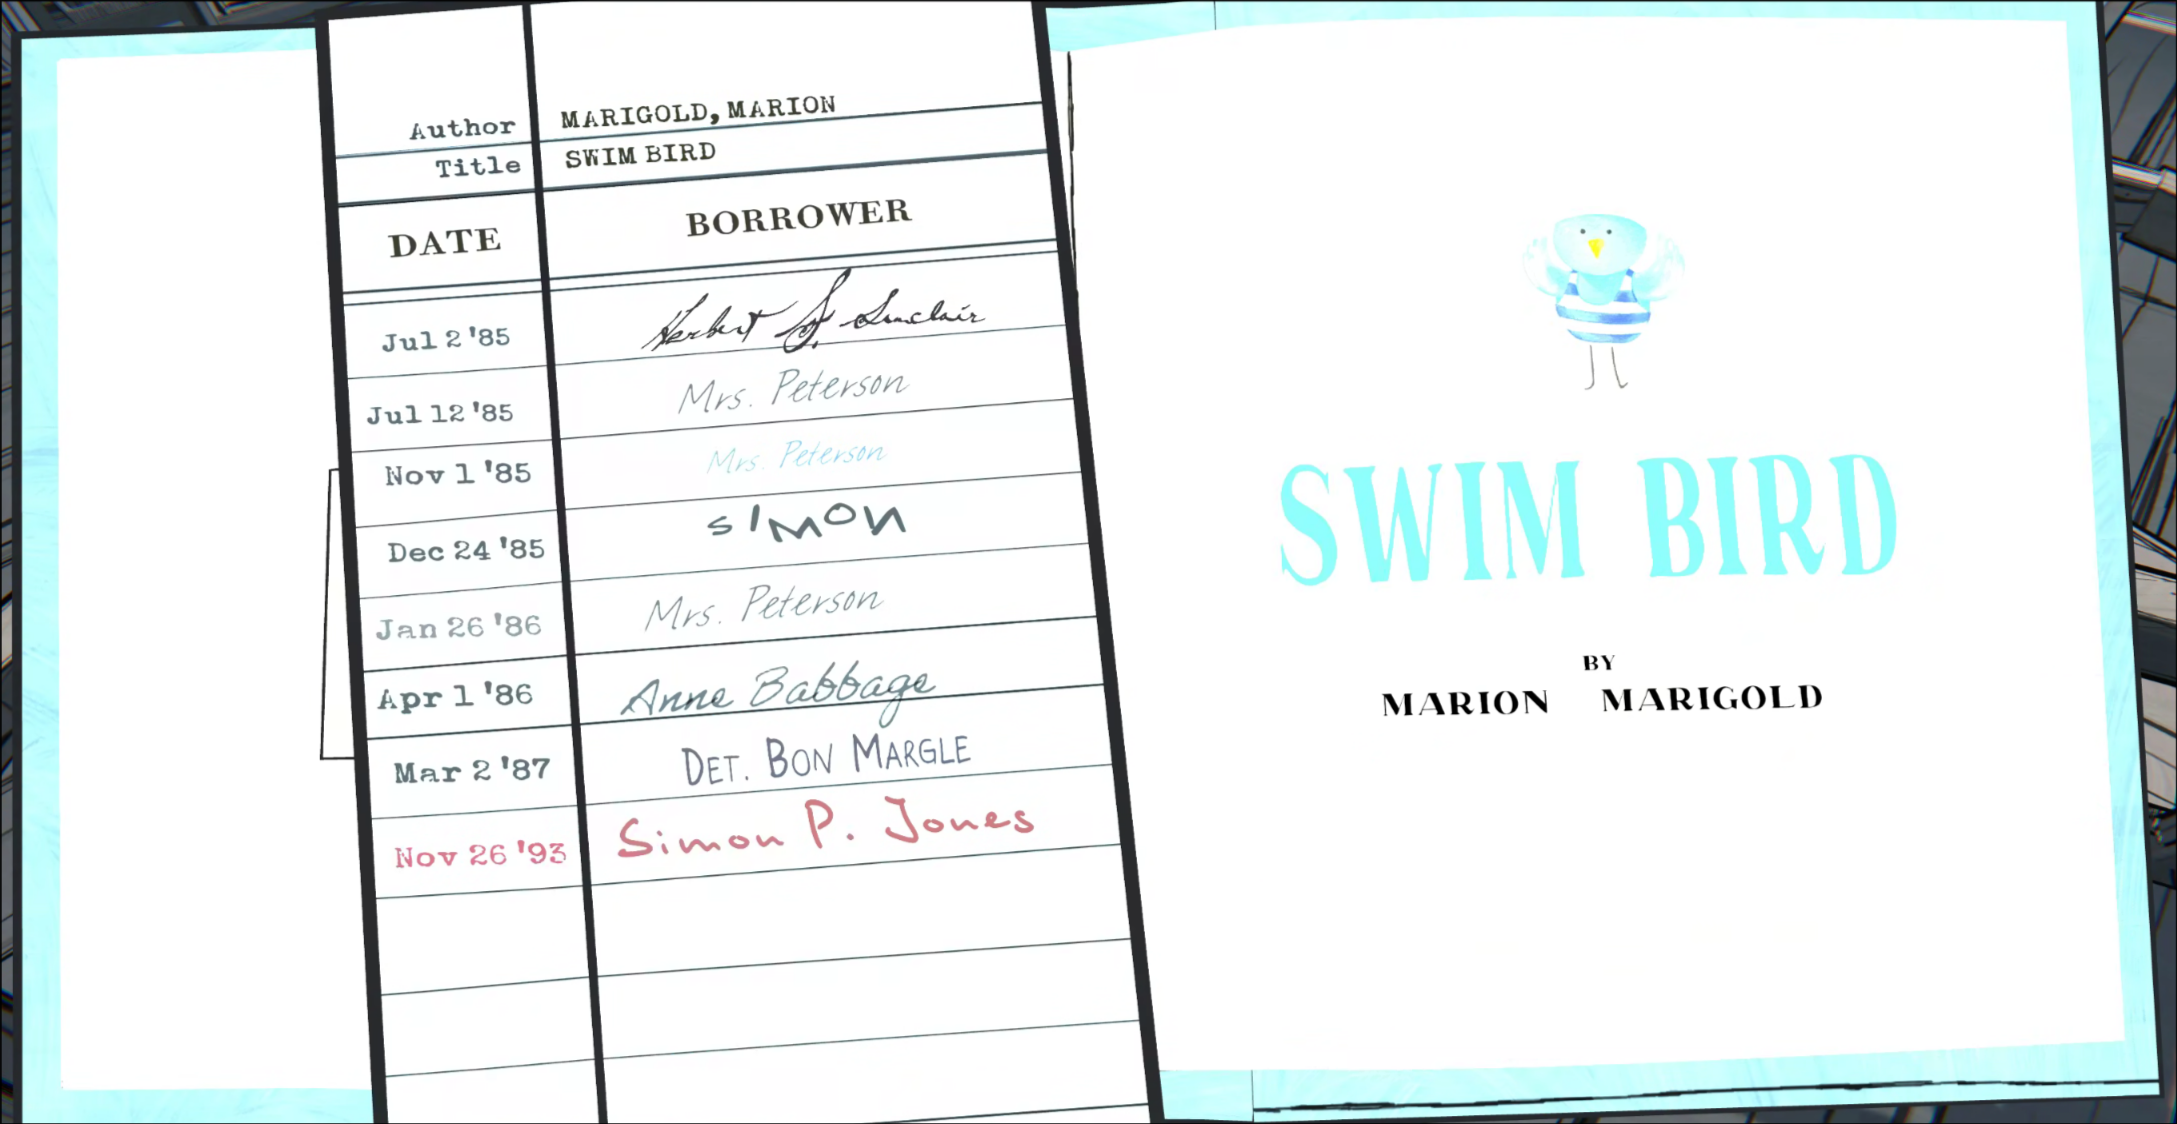 Author MARIGOLD, MARION
Title SWIM BIRD
DATE BORROWER
Jul 2 '85 Herbert S. Sinclair
Jul 12 '85 Mrs. Peterson
Nov 1 '85 Mrs. Peterson
Dec 24 '85 SIMON
Jan 26 '86 Mrs. Peterson
Apr 1 '86 Anne Babbage
Mar 2 '87 DET. BON MARGLE
Nov 26 '93 Simon P. Jones
SWIM BIRD
BY
MARION MARIGOLD